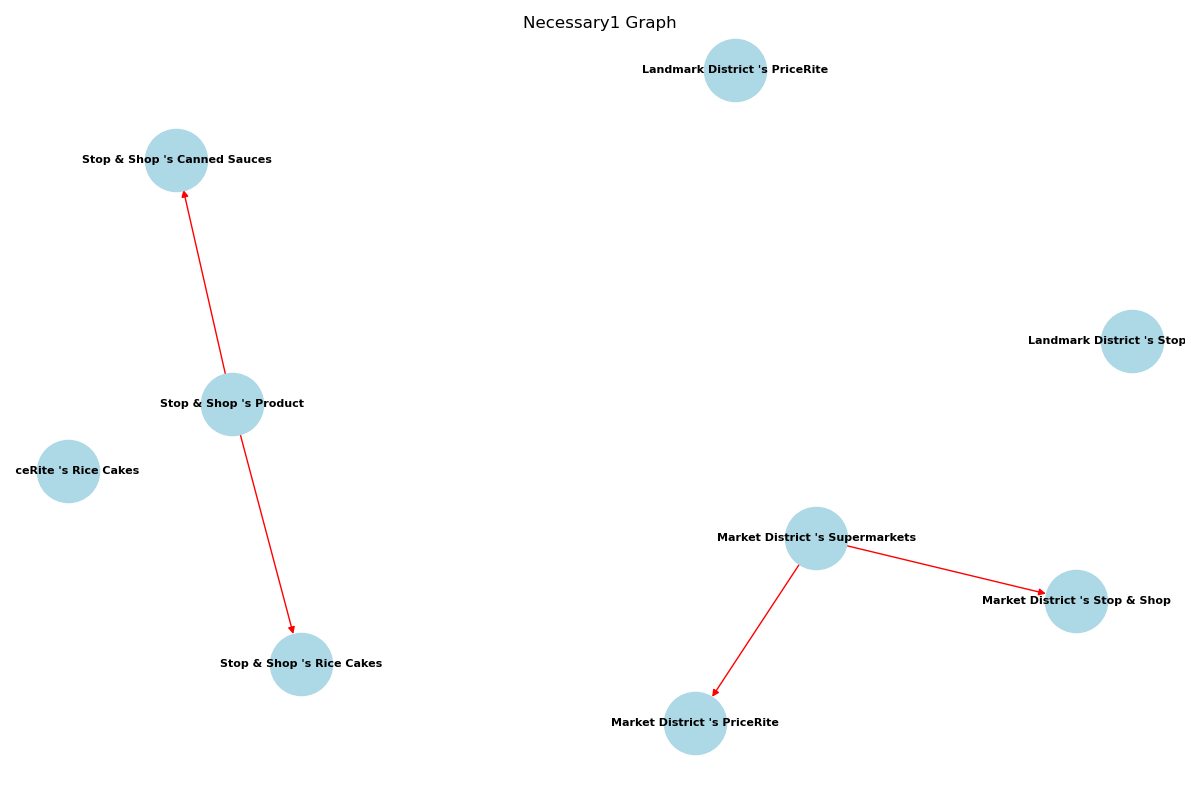 Necessary1 Graph
Landmark District 's PriceRite
Stop & Shop 's Canned Sauces
Landmark District 's Stop
Stop & Shop 's Product
ceRite 's Rice Cakes
Market District 's Supermarkets
Market District 's Stop & Shop
Stop & Shop 's Rice Cakes
Market District 's PriceRite